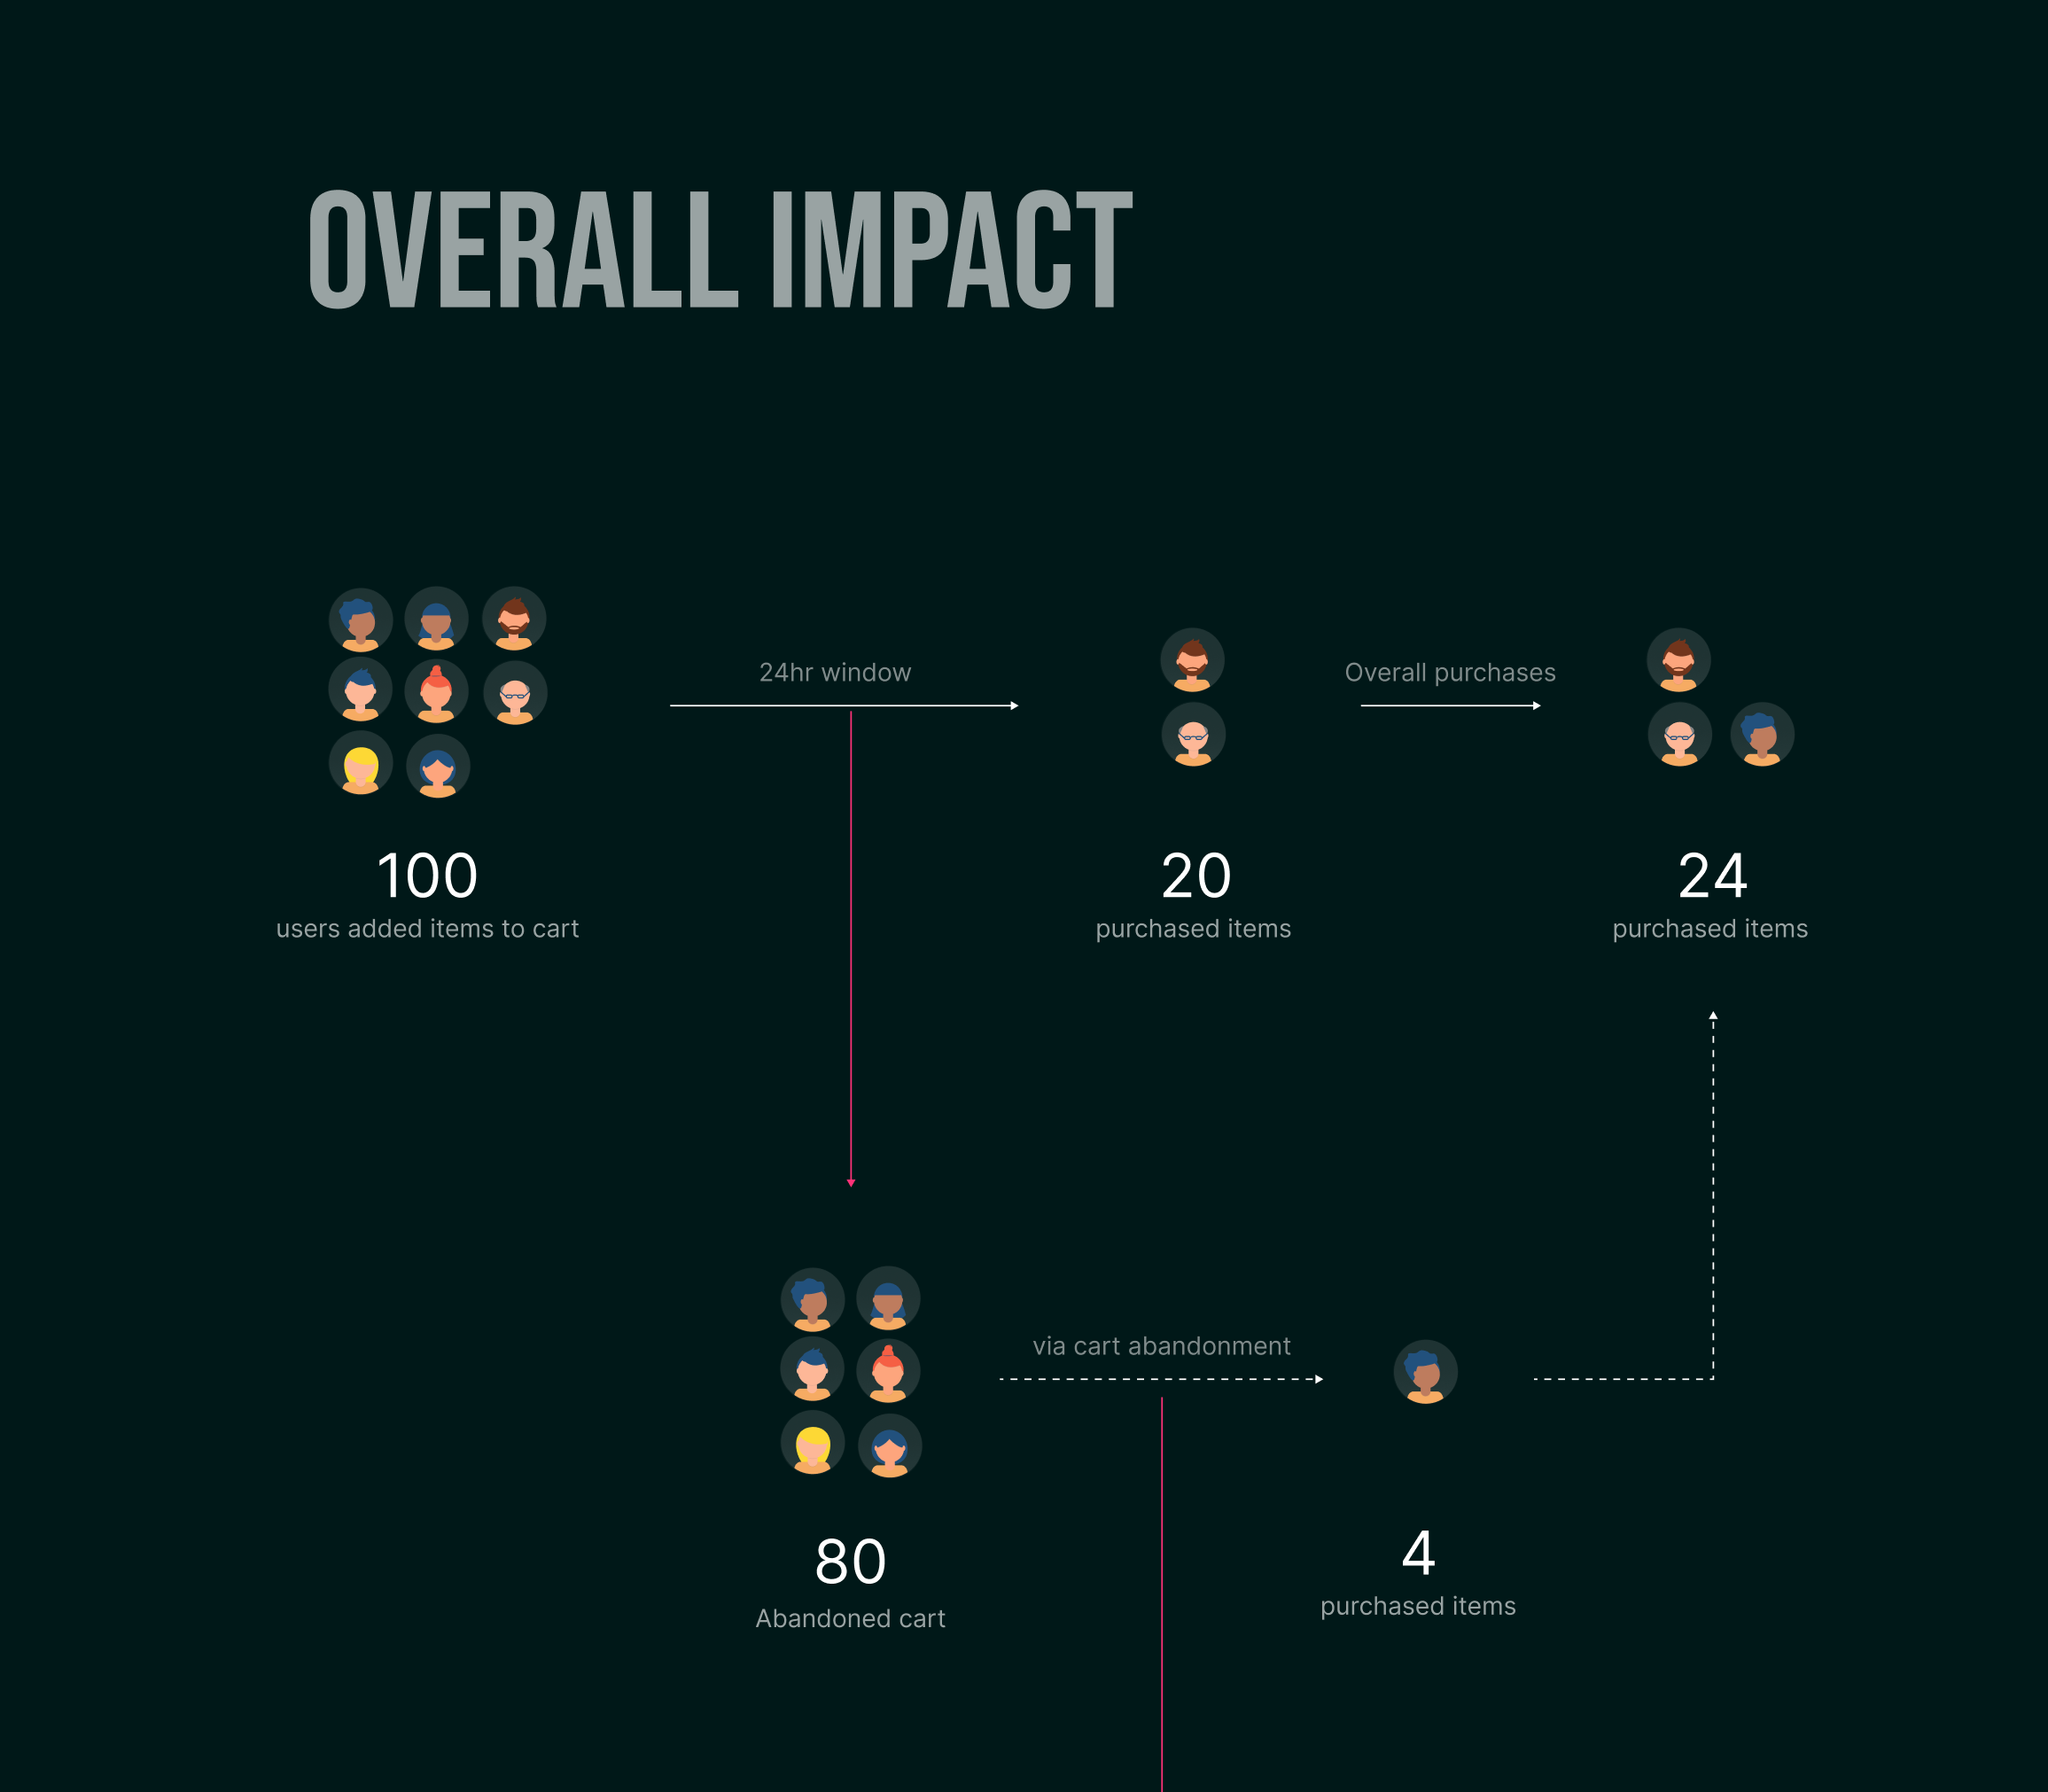 OVERALL IMPACT
24hr window
Overall purchases
100
users added items to cart
20
purchased items
24
purchased items
via cart abandonment
80
Abandoned cart
4
purchased items